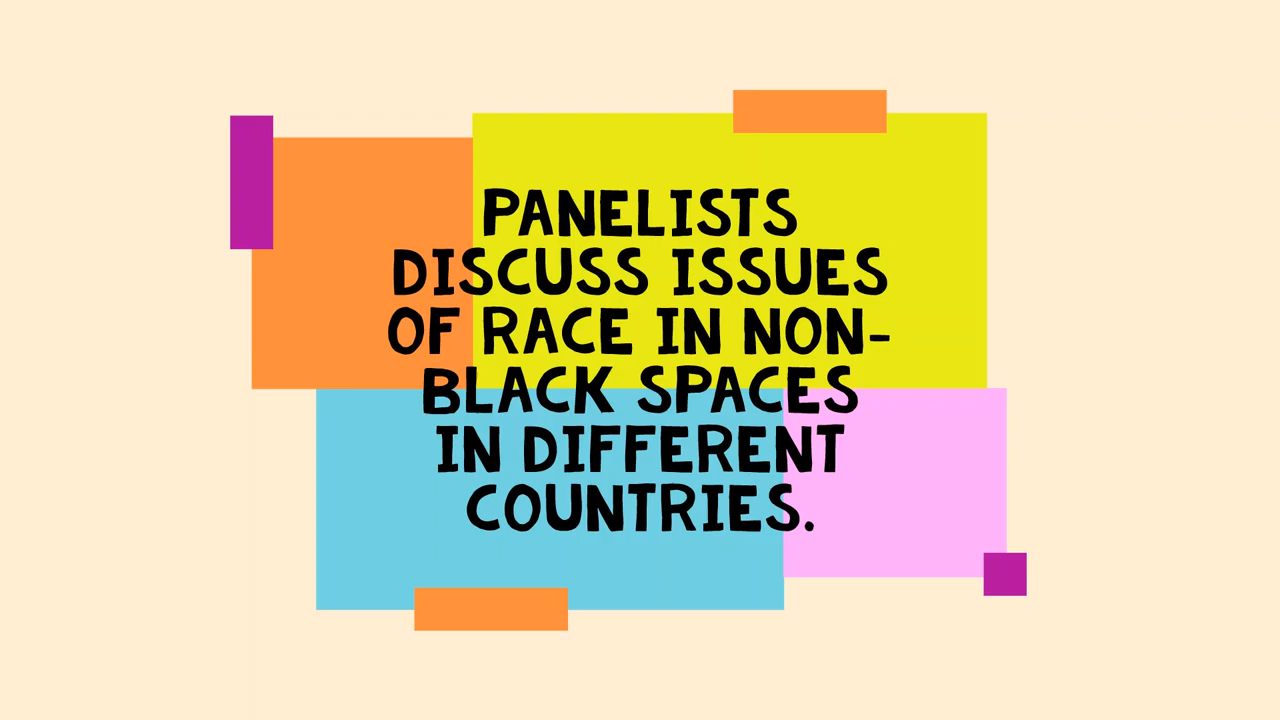 PANELISTS
DISCUSS ISSUES
OF RACE IN NON-
BLACK SPACES
IN DIFFERENT
COUNTRIES.